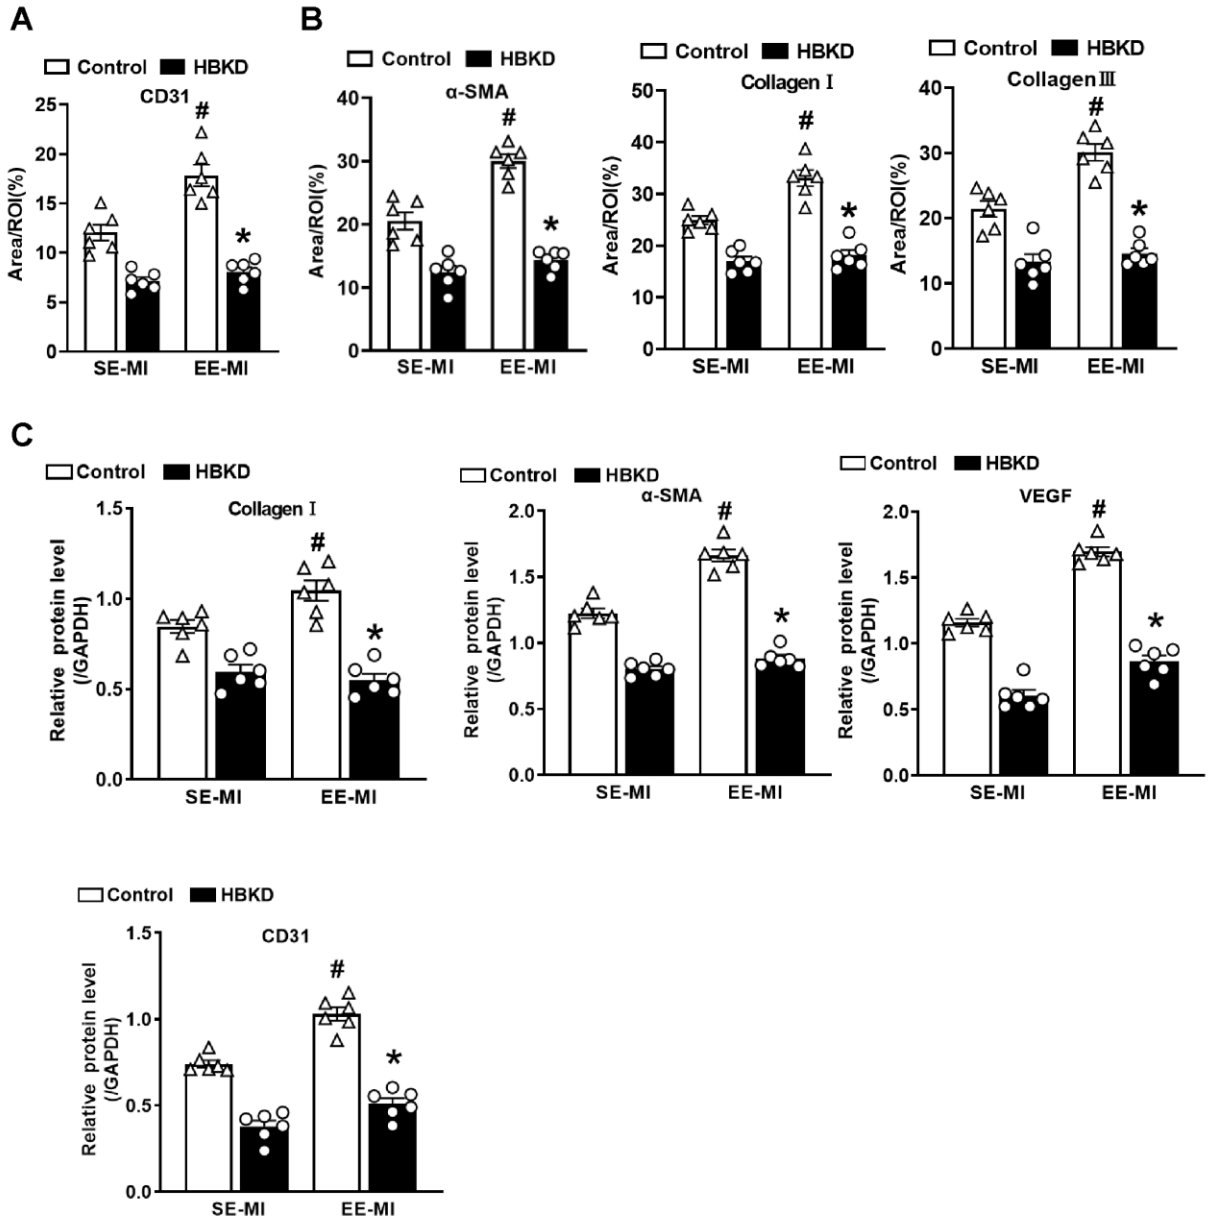 A
Control HBKD
CD31
#
*
Area/ROI(%)
25
20
15
10
5
0
SE-MI EE-MI
B
Control HBKD
α-SMA
#
*
Area/ROI(%)
40
30
20
10
0
SE-MI EE-MI
Control HBKD
Collagen Ⅰ
#
*
Area/ROI(%)
50
40
30
20
10
0
SE-MI EE-MI
Control HBKD
Collagen Ⅲ
#
*
Area/ROI(%)
40
30
20
10
0
SE-MI EE-MI
C
Control HBKD
Collagen Ⅰ
#
*
Relative protein level
(/GAPDH)
1.5
1.0
0.5
0.0
SE-MI EE-MI
Control HBKD
α-SMA
#
*
Relative protein level
(/GAPDH)
2.0
1.5
1.0
0.5
0.0
SE-MI EE-MI
Control HBKD
VEGF
#
*
Relative protein level
(/GAPDH)
2.0
1.5
1.0
0.5
0.0
SE-MI EE-MI
Control HBKD
CD31
#
*
Relative protein level
(/GAPDH)
1.5
1.0
0.5
0.0
SE-MI EE-MI